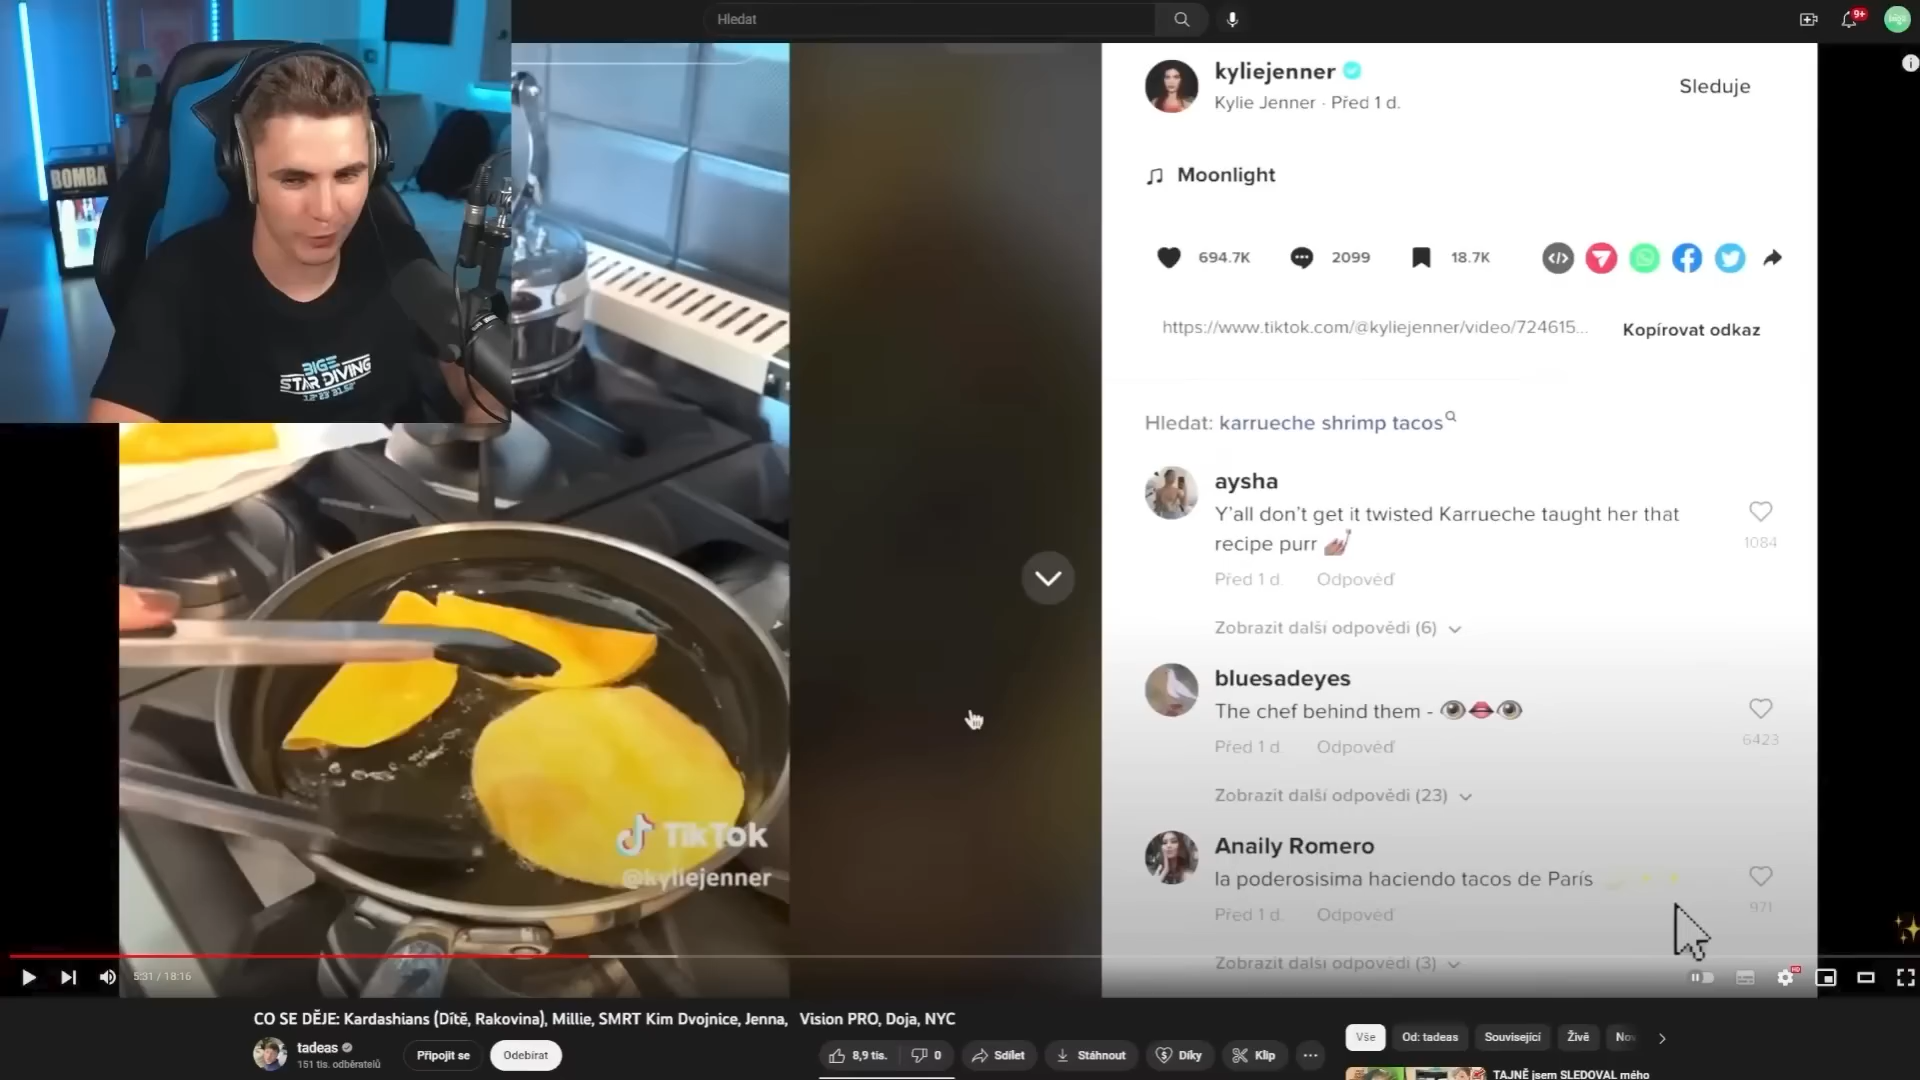 Hledat
9+
BOMBA
BIGE
STAR DIVING
kyliejenner
Kylie Jenner · Před 1 d.
Sleduje
Moonlight
694.7K
2099
18.7K
https://www.tiktok.com/@kyliejenner/video/724615...
Kopírovat odkaz
Hledat: karrueche shrimp tacos
aysha
Y'all don't get it twisted Karrueche taught her that
recipe purr 💅
1084
Před 1 d.
Odpověď
Zobrazit další odpovědi (6)
bluesadeyes
The chef behind them - 👁👄👁
6423
Před 1 d.
Odpověď
Zobrazit další odpovědi (23)
Anaily Romero
la poderosisima haciendo tacos de París
971
Před 1 d.
Odpověď
Zobrazit další odpovědi (3)
TikTok
@kyliejenner
5:31 / 18:16
HD
CO SE DĚJE: Kardashians (Dítě, Rakovina), Millie, SMRT Kim Dvojnice, Jenna, Vision PRO, Doja, NYC
tadeas
151 tis. odběratelů
Připojit se
Odebírat
8,9 tis.
0
Sdílet
Stáhnout
Díky
Klip
Vše
Od: tadeas
Související
Živě
TAJNĚ jsem SLEDOVAL mého